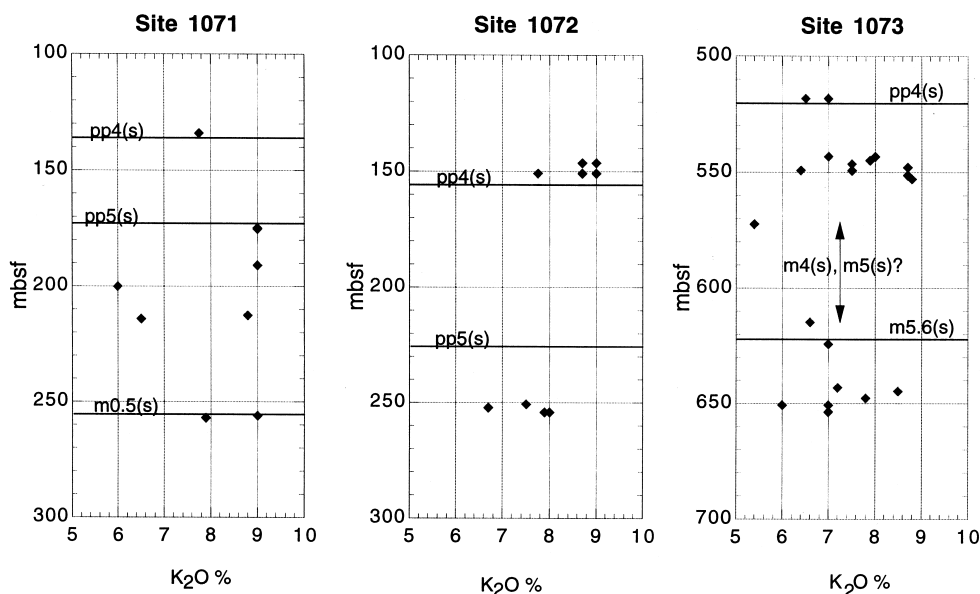 Site 1071
100
pp4(s)
150
pp5(s)
mbsf
200
250
m0.5(s)
300
5 6 7 8 9 10
K2O %
Site 1072
100
150
pp4(s)
mbsf
200
pp5(s)
250
300
5 6 7 8 9 10
K2O %
Site 1073
500
pp4(s)
550
m4(s), m5(s)?
mbsf
600
m5.6(s)
650
700
5 6 7 8 9 10
K2O %